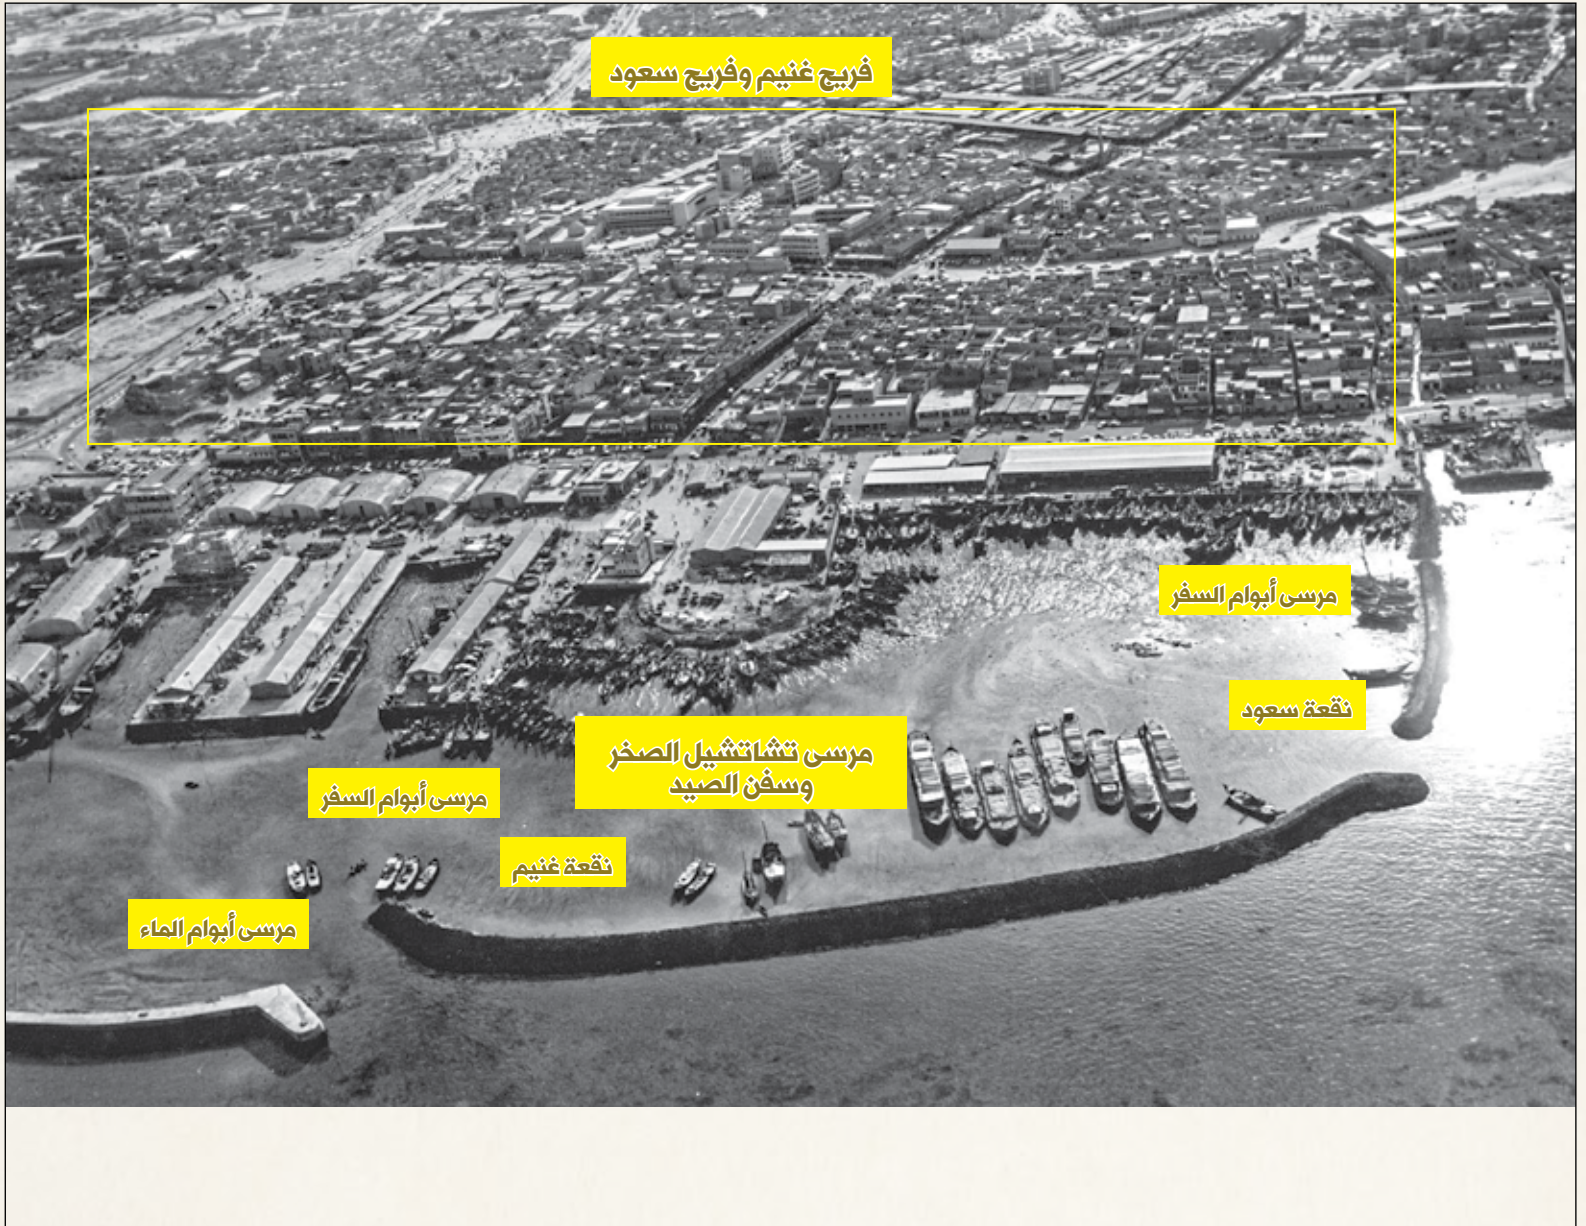 فريج غنيم وفريج سعود
مرسى أبوام السفر
نقعة سعود
مرسى تشاتشيل الصخر
وسفن الصيد
مرسى أبوام السفر
نقعة غنيم
مرسى أبوام الماء